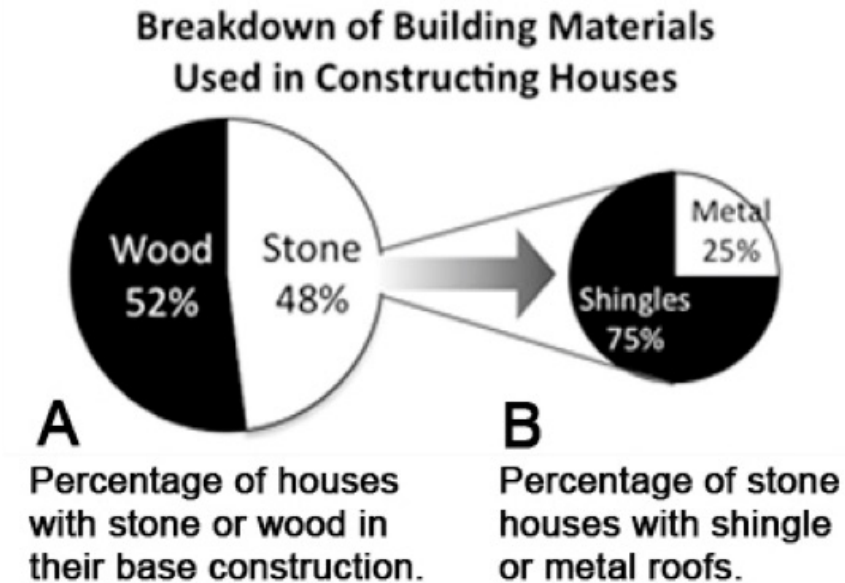 Breakdown of Building Materials
Used in Constructing Houses
Wood
52%
Stone
48%
Metal
25%
Shingles
75%
A
Percentage of houses
with stone or wood in
their base construction.
B
Percentage of stone
houses with shingle
or metal roofs.